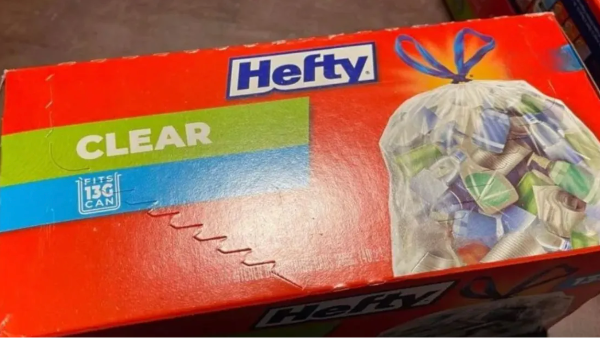 Hefty
CLEAR
FITS
13G
CAN
Hefty